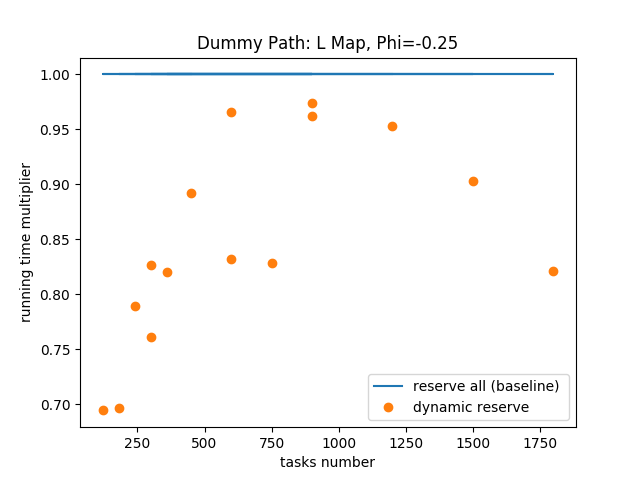 Dummy Path: L Map, Phi=-0.25
running time multiplier
1.00
0.95
0.90
0.85
0.80
0.75
0.70
reserve all (baseline)
dynamic reserve
250 500 750 1000 1250 1500 1750
tasks number